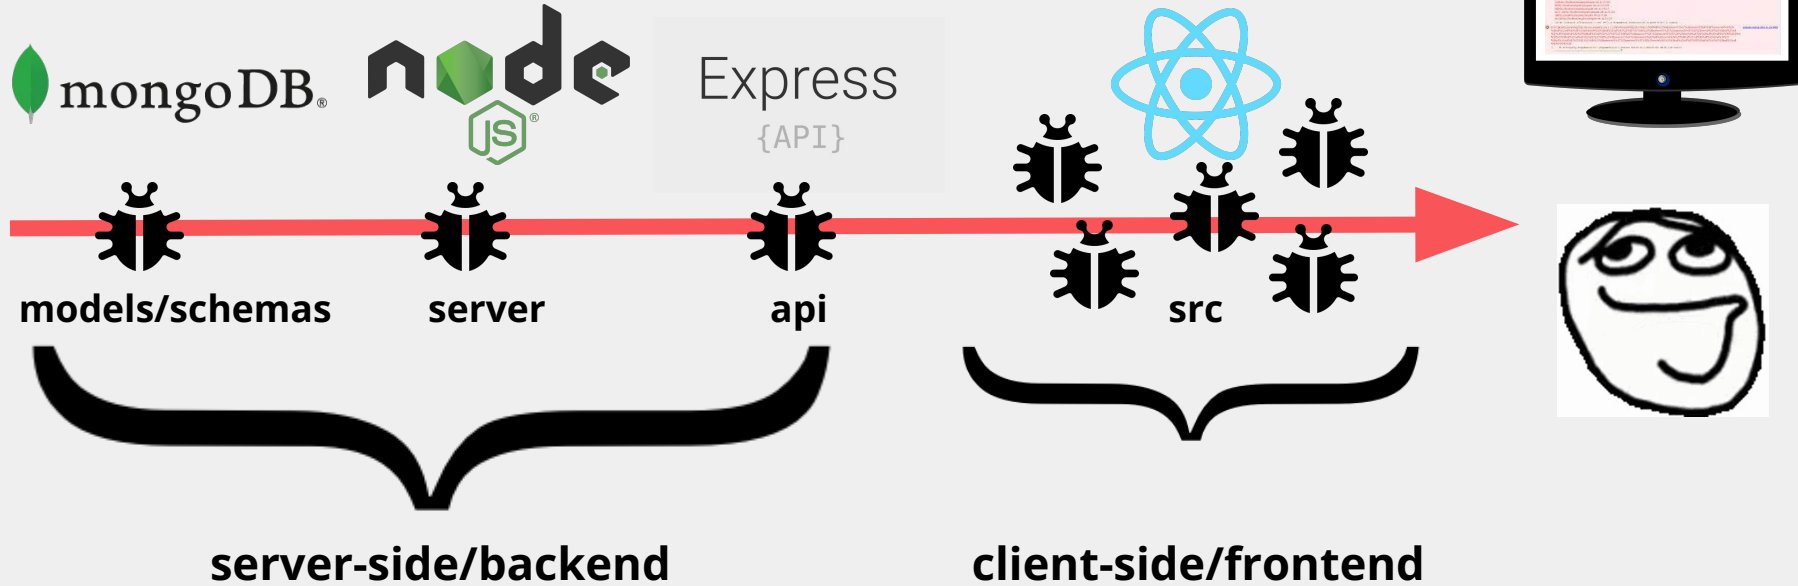 mongoDB®
node
JS®
Express
{API}
models/schemas
server
api
src
server-side/backend
client-side/frontend